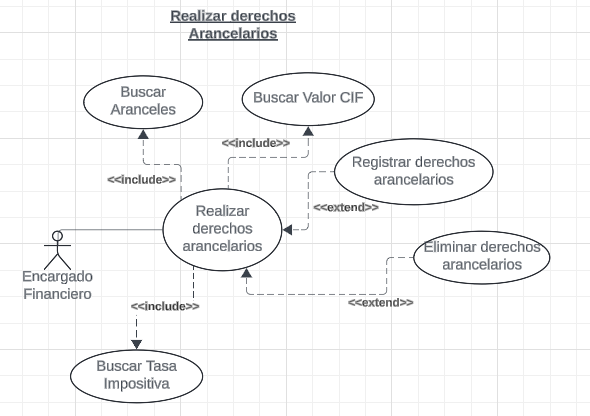 Realizar derechos
Arancelarios
Buscar
Aranceles
Buscar Valor CIF
<<include>>
Registrar derechos
arancelarios
<<include>>
<<extend>>
Realizar
derechos
arancelarios
Eliminar derechos
arancelarios
Encargado
Financiero
<<include>>
<<extend>>
Buscar Tasa
Impositiva